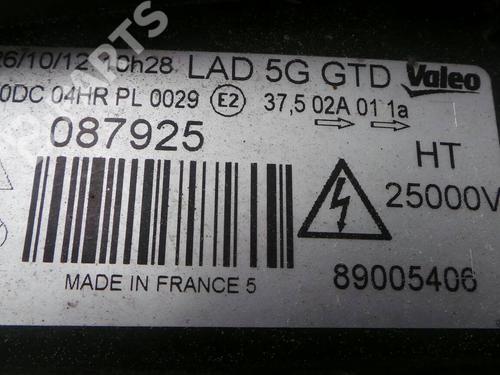 26/10/12 10h28 LAD 5G GTD Valeo
0DC 04HR PL 0029 E2 37,5 02A 01 1a
087925
HT
25000V
MADE IN FRANCE 5
89005406